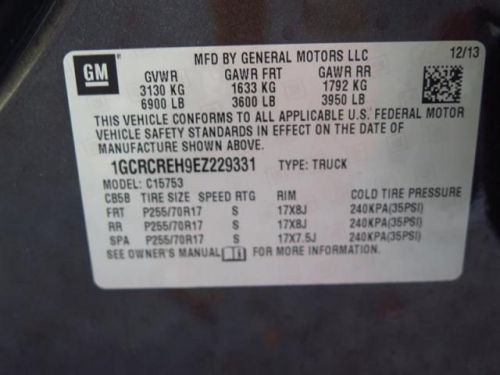 GM
MFD BY GENERAL MOTORS LLC 12/13
GVWR GAWR FRT GAWR RR
3130 KG 1633 KG 1792 KG
6900 LB 3600 LB 3950 LB
THIS VEHICLE CONFORMS TO ALL APPLICABLE U.S. FEDERAL MOTOR
VEHICLE SAFETY STANDARDS IN EFFECT ON THE DATE OF
MANUFACTURE SHOWN ABOVE.
1GCRCREH9EZ229331 TYPE: TRUCK
MODEL: C15753
CB5B TIRE SIZE SPEED RTG RIM COLD TIRE PRESSURE
FRT P255/70R17 S 17X8J 240KPA(35PSI)
RR P255/70R17 S 17X8J 240KPA(35PSI)
SPA P255/70R17 S 17X7.5J 240KPA(35PSI)
SEE OWNER'S MANUAL FOR MORE INFORMATION.